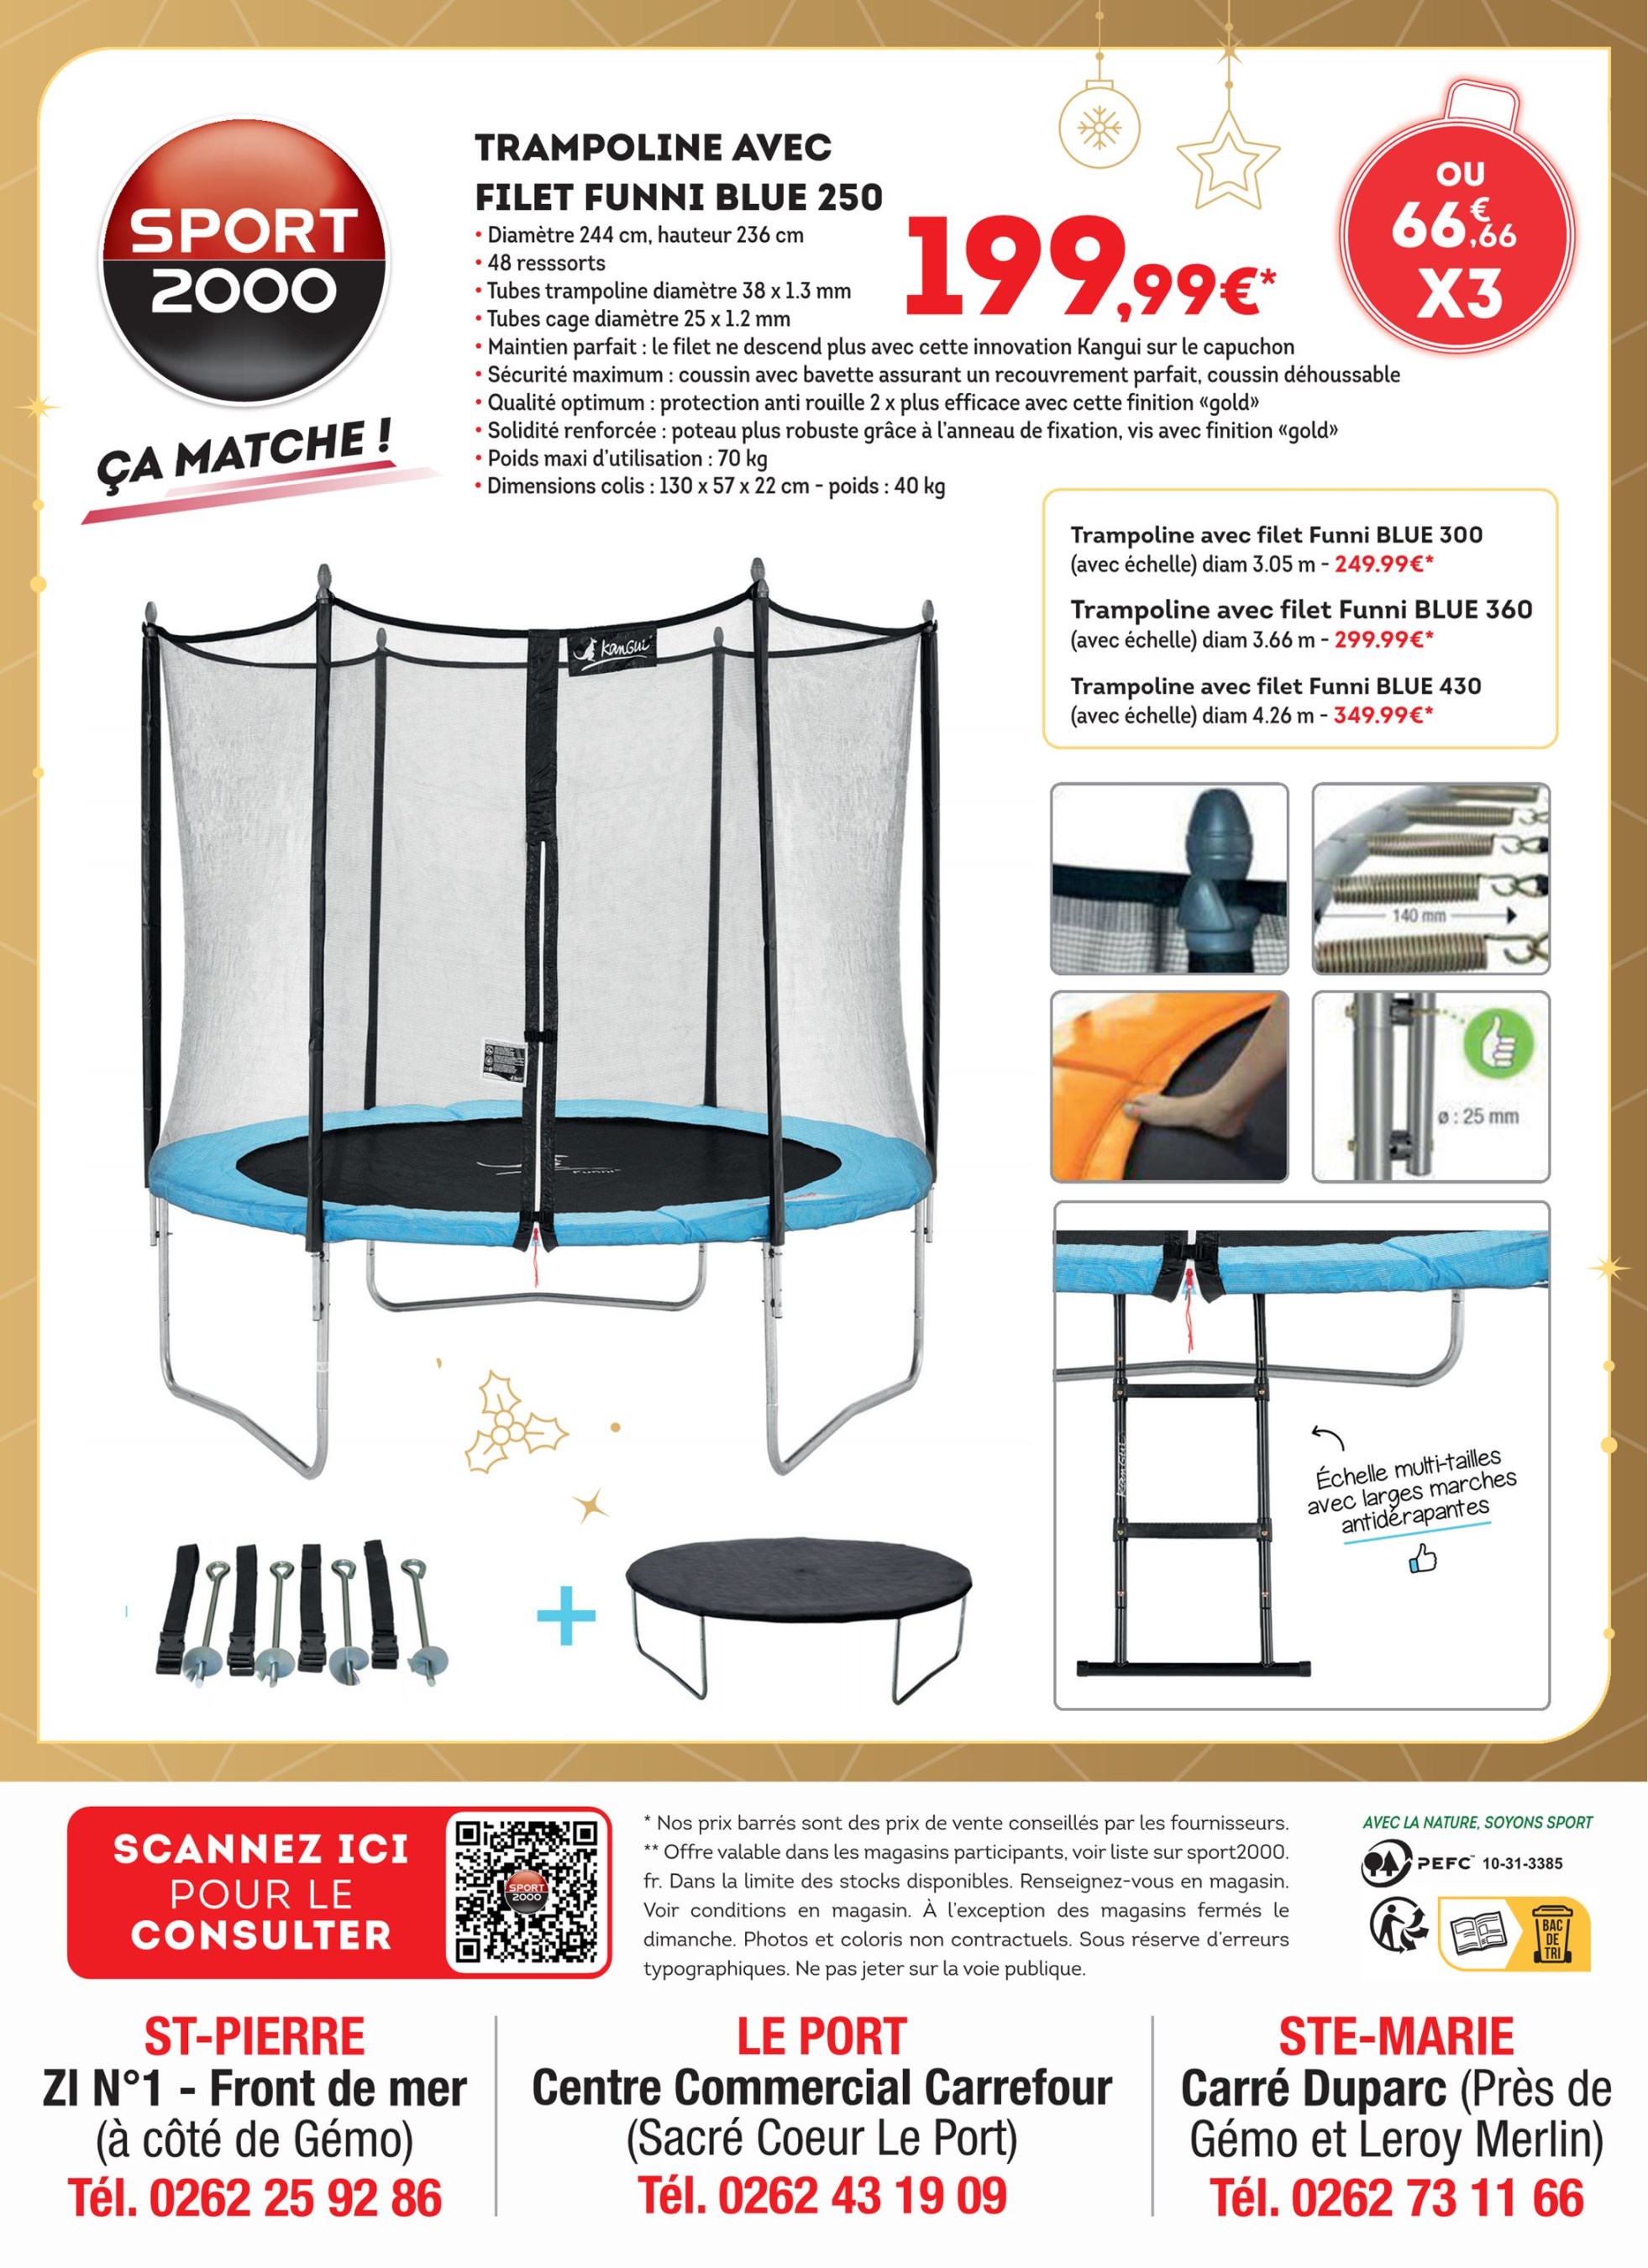 SPORT
2000
ÇA MATCHE !
TRAMPOLINE AVEC
FILET FUNNI BLUE 250
• Diamètre 244 cm, hauteur 236 cm
• 48 resssorts
• Tubes trampoline diamètre 38 x 1.3 mm
• Tubes cage diamètre 25 x 1.2 mm
• Maintien parfait : le filet ne descend plus avec cette innovation Kangui sur le capuchon
• Sécurité maximum : coussin avec bavette assurant un recouvrement parfait, coussin déhoussable
• Qualité optimum : protection anti rouille 2 x plus efficace avec cette finition «gold»
• Solidité renforcée : poteau plus robuste grâce à l'anneau de fixation, vis avec finition «gold»
• Poids maxi d'utilisation : 70 kg
• Dimensions colis : 130 x 57 x 22 cm - poids : 40 kg
199,99€*
OU
66€,66
X3
Trampoline avec filet Funni BLUE 300
(avec échelle) diam 3.05 m - 249.99€*
Trampoline avec filet Funni BLUE 360
(avec échelle) diam 3.66 m - 299.99€*
Trampoline avec filet Funni BLUE 430
(avec échelle) diam 4.26 m - 349.99€*
KanGui
Funni
140 mm
ø : 25 mm
KanGui
Échelle multi-tailles
avec larges marches
antidérapantes
SCANNEZ ICI
POUR LE
CONSULTER
SPORT
2000
* Nos prix barrés sont des prix de vente conseillés par les fournisseurs.
** Offre valable dans les magasins participants, voir liste sur sport2000.
fr. Dans la limite des stocks disponibles. Renseignez-vous en magasin.
Voir conditions en magasin. À l'exception des magasins fermés le
dimanche. Photos et coloris non contractuels. Sous réserve d'erreurs
typographiques. Ne pas jeter sur la voie publique.
AVEC LA NATURE, SOYONS SPORT
PEFC™ 10-31-3385
BAC
DE
TRI
ST-PIERRE
ZI N°1 - Front de mer
(à côté de Gémo)
Tél. 0262 25 92 86
LE PORT
Centre Commercial Carrefour
(Sacré Coeur Le Port)
Tél. 0262 43 19 09
STE-MARIE
Carré Duparc (Près de
Gémo et Leroy Merlin)
Tél. 0262 73 11 66